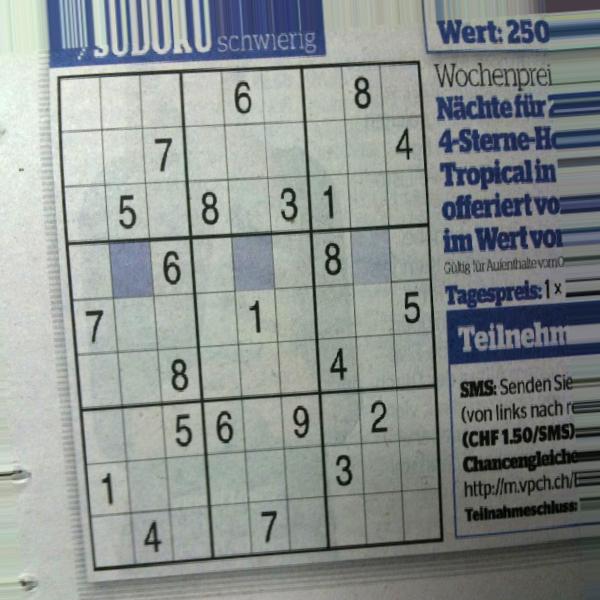 SUDOKU schwierig
6 8
7 4
5 8 3 1
6 8
7 1 5
8 4
5 6 9 2
1 3
4 7
Wert: 250
Wochenprei
Nächte für
4-Sterne-Ho
Tropical in
offeriert vo
im Wert von
Gültig für Aufenthalte vom
Tagespreis: 1 x
Teilnehm
SMS: Senden Sie
(von links nach r
(CHF 1.50/SMS)
Chancengleiche
http://m.vpch.ch/
Teilnahmeschluss: